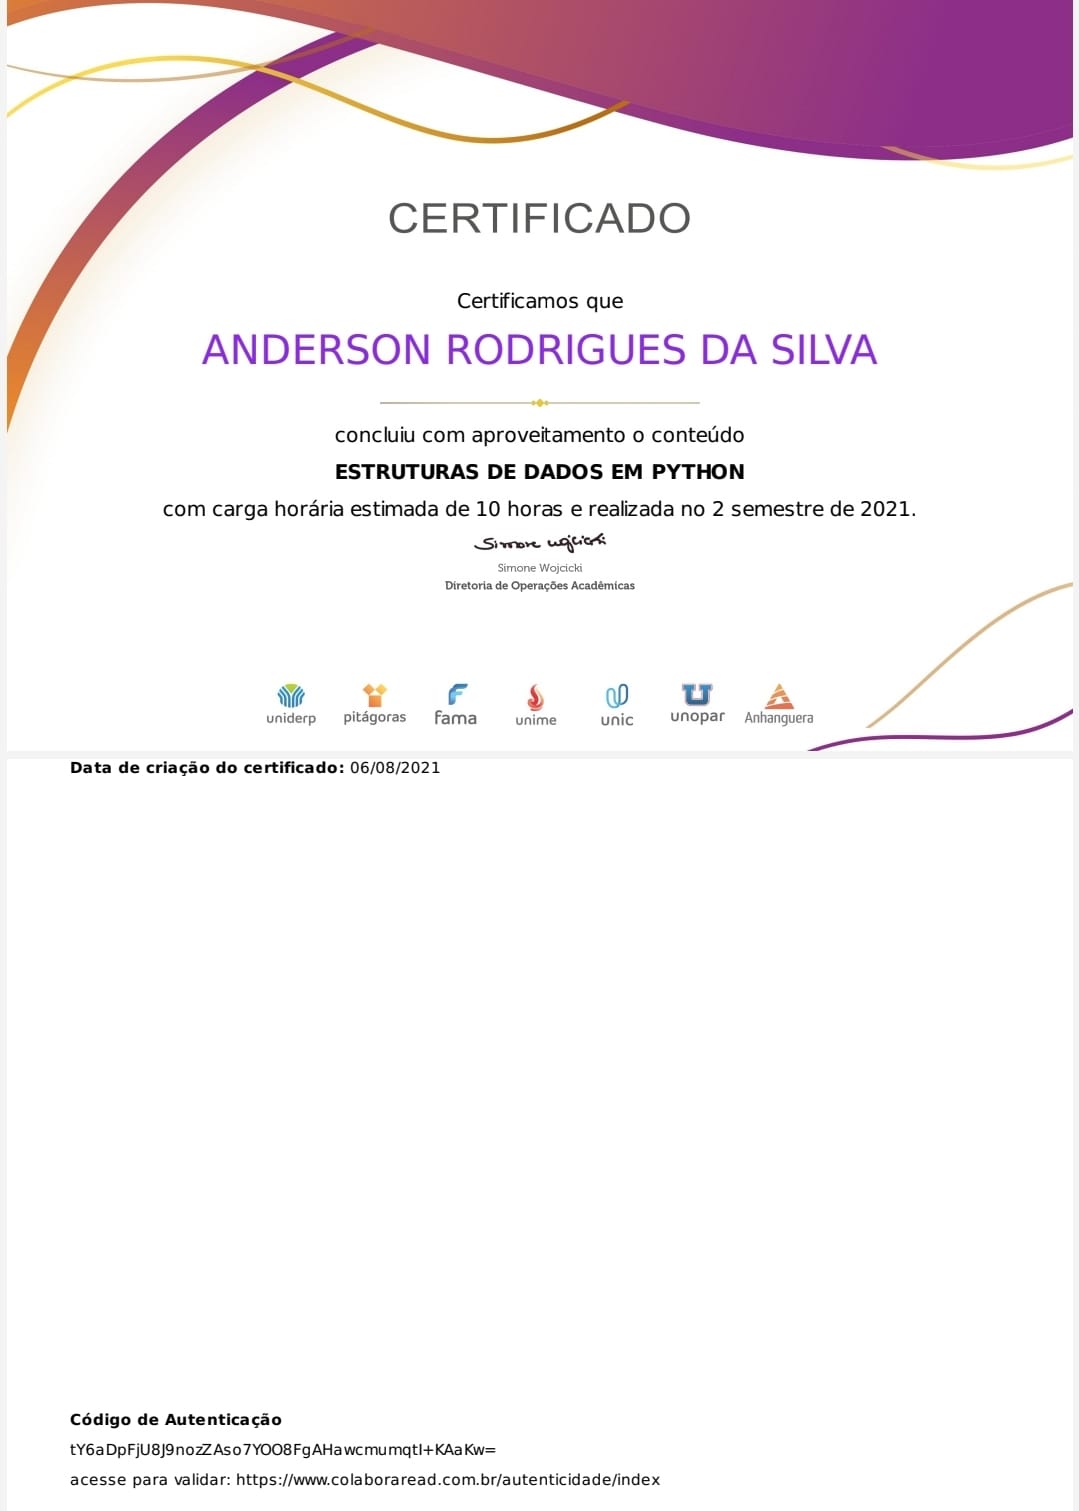 CERTIFICADO
Certificamos que
ANDERSON RODRIGUES DA SILVA
concluiu com aproveitamento o conteúdo
ESTRUTURAS DE DADOS EM PYTHON
com carga horária estimada de 10 horas e realizada no 2 semestre de 2021.
Simone Wojcicki
Simone Wojcicki
Diretoria de Operações Acadêmicas
uniderp pitágoras fama unime unic unopar Anhanguera
Data de criação do certificado: 06/08/2021
Código de Autenticação
tY6aDpFjU8J9nozZAso7YOO8FgAHawcmumqtI+KAaKw=
acesse para validar: https://www.colaboraread.com.br/autenticidade/index